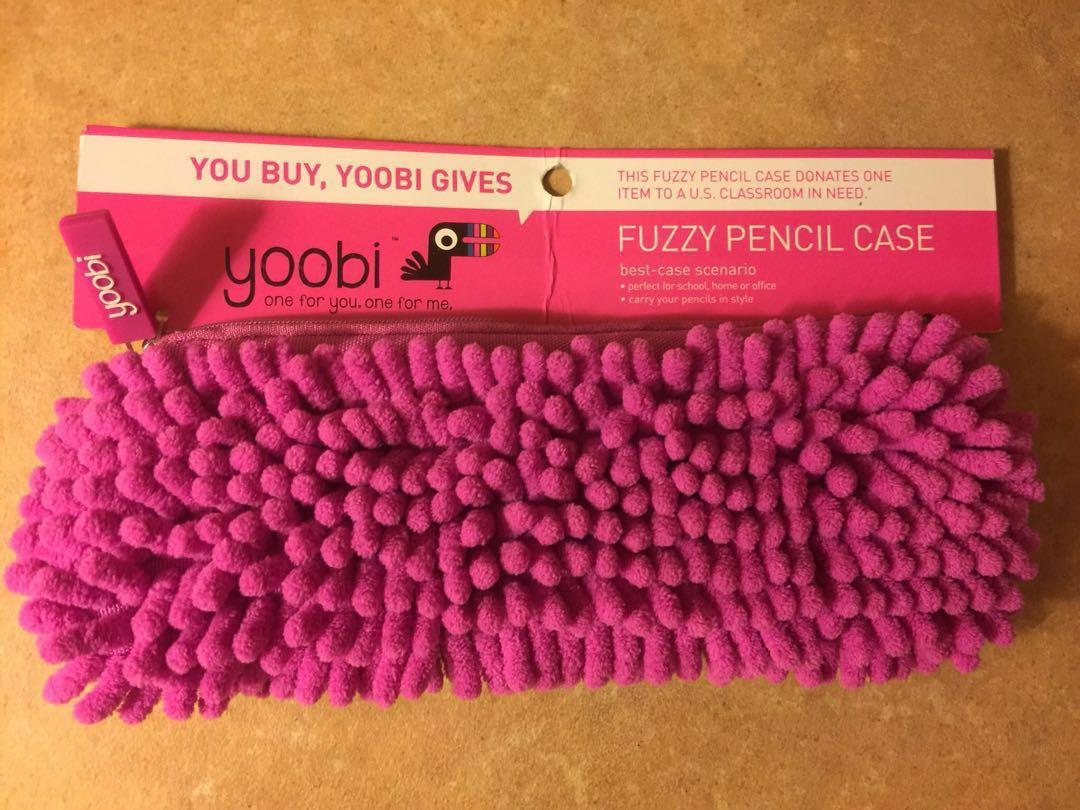 YOU BUY, YOOBI GIVES
THIS FUZZY PENCIL CASE DONATES ONE
ITEM TO A U.S. CLASSROOM IN NEED.*
yoobi™
one for you. one for me.
FUZZY PENCIL CASE
best-case scenario
• perfect for school, home or office
• carry your pencils in style
yoobi